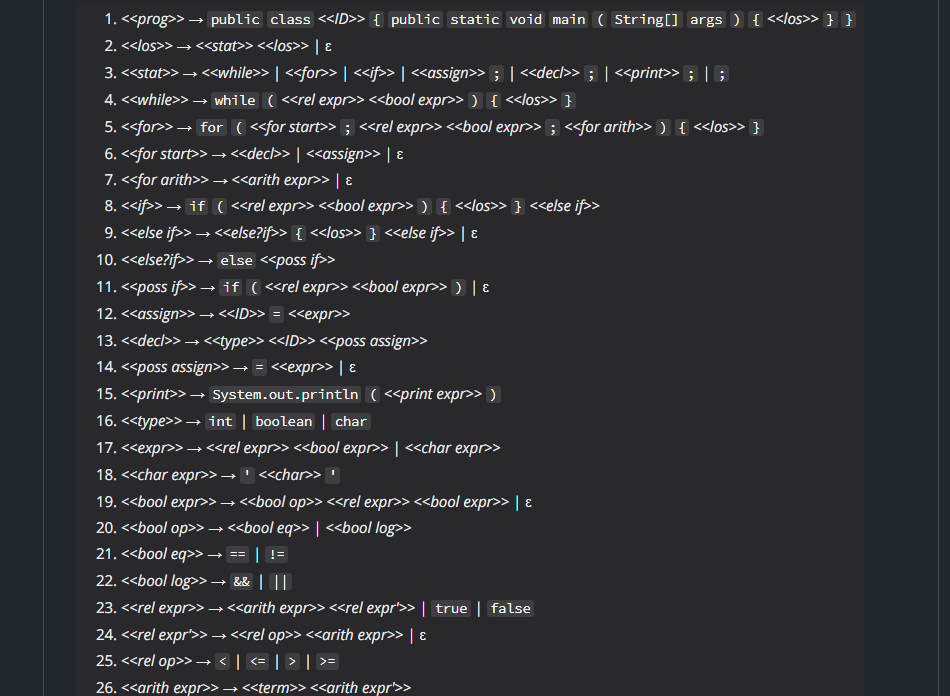 1. <<prog>> → public class <<ID>> { public static void main ( String[] args ) { <<los>> } }
2. <<los>> → <<stat>> <<los>> | ε
3. <<stat>> → <<while>> | <<for>> | <<if>> | <<assign>> ; | <<decl>> ; | <<print>> ; | ;
4. <<while>> → while ( <<rel expr>> <<bool expr>> ) { <<los>> }
5. <<for>> → for ( <<for start>> ; <<rel expr>> <<bool expr>> ; <<for arith>> ) { <<los>> }
6. <<for start>> → <<decl>> | <<assign>> | ε
7. <<for arith>> → <<arith expr>> | ε
8. <<if>> → if ( <<rel expr>> <<bool expr>> ) { <<los>> } <<else if>>
9. <<else if>> → <<else?if>> { <<los>> } <<else if>> | ε
10. <<else?if>> → else <<poss if>>
11. <<poss if>> → if ( <<rel expr>> <<bool expr>> ) | ε
12. <<assign>> → <<ID>> = <<expr>>
13. <<decl>> → <<type>> <<ID>> <<poss assign>>
14. <<poss assign>> → = <<expr>> | ε
15. <<print>> → System.out.println ( <<print expr>> )
16. <<type>> → int | boolean | char
17. <<expr>> → <<rel expr>> <<bool expr>> | <<char expr>>
18. <<char expr>> → ' <<char>> '
19. <<bool expr>> → <<bool op>> <<rel expr>> <<bool expr>> | ε
20. <<bool op>> → <<bool eq>> | <<bool log>>
21. <<bool eq>> → == | !=
22. <<bool log>> → && | ||
23. <<rel expr>> → <<arith expr>> <<rel expr'>> | true | false
24. <<rel expr'>> → <<rel op>> <<arith expr>> | ε
25. <<rel op>> → < | <= | > | >=
26. <<arith expr>> → <<term>> <<arith expr'>>